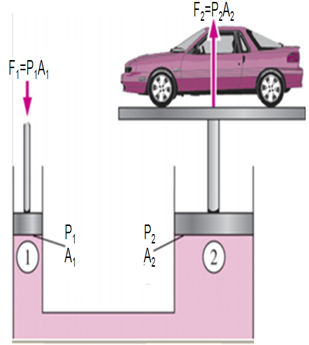 F₂=P₂A₂
F₁=P₁A₁
P₁
A₁
P₂
A₂
1
2